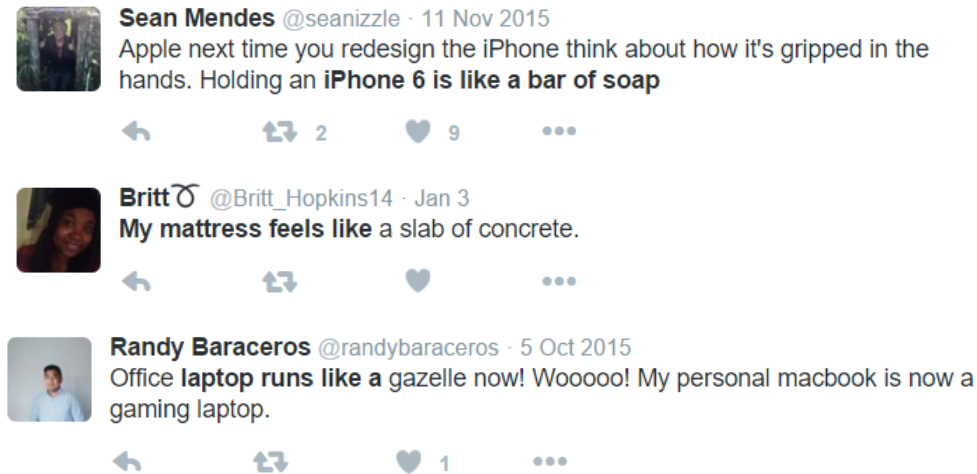 Sean Mendes @seanizzle · 11 Nov 2015
Apple next time you redesign the iPhone think about how it's gripped in the
hands. Holding an iPhone 6 is like a bar of soap
2 9
Britt➰ @Britt_Hopkins14 · Jan 3
My mattress feels like a slab of concrete.
Randy Baraceros @randybaraceros · 5 Oct 2015
Office laptop runs like a gazelle now! Wooooo! My personal macbook is now a
gaming laptop.
1